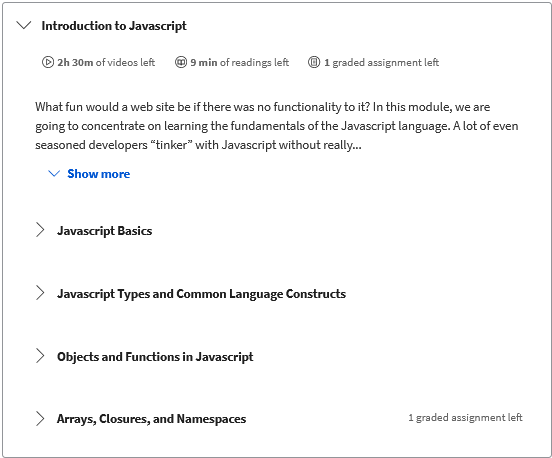 Introduction to Javascript
2h 30m of videos left 9 min of readings left 1 graded assignment left
What fun would a web site be if there was no functionality to it? In this module, we are
going to concentrate on learning the fundamentals of the Javascript language. A lot of even
seasoned developers “tinker” with Javascript without really...
Show more
Javascript Basics
Javascript Types and Common Language Constructs
Objects and Functions in Javascript
Arrays, Closures, and Namespaces 1 graded assignment left